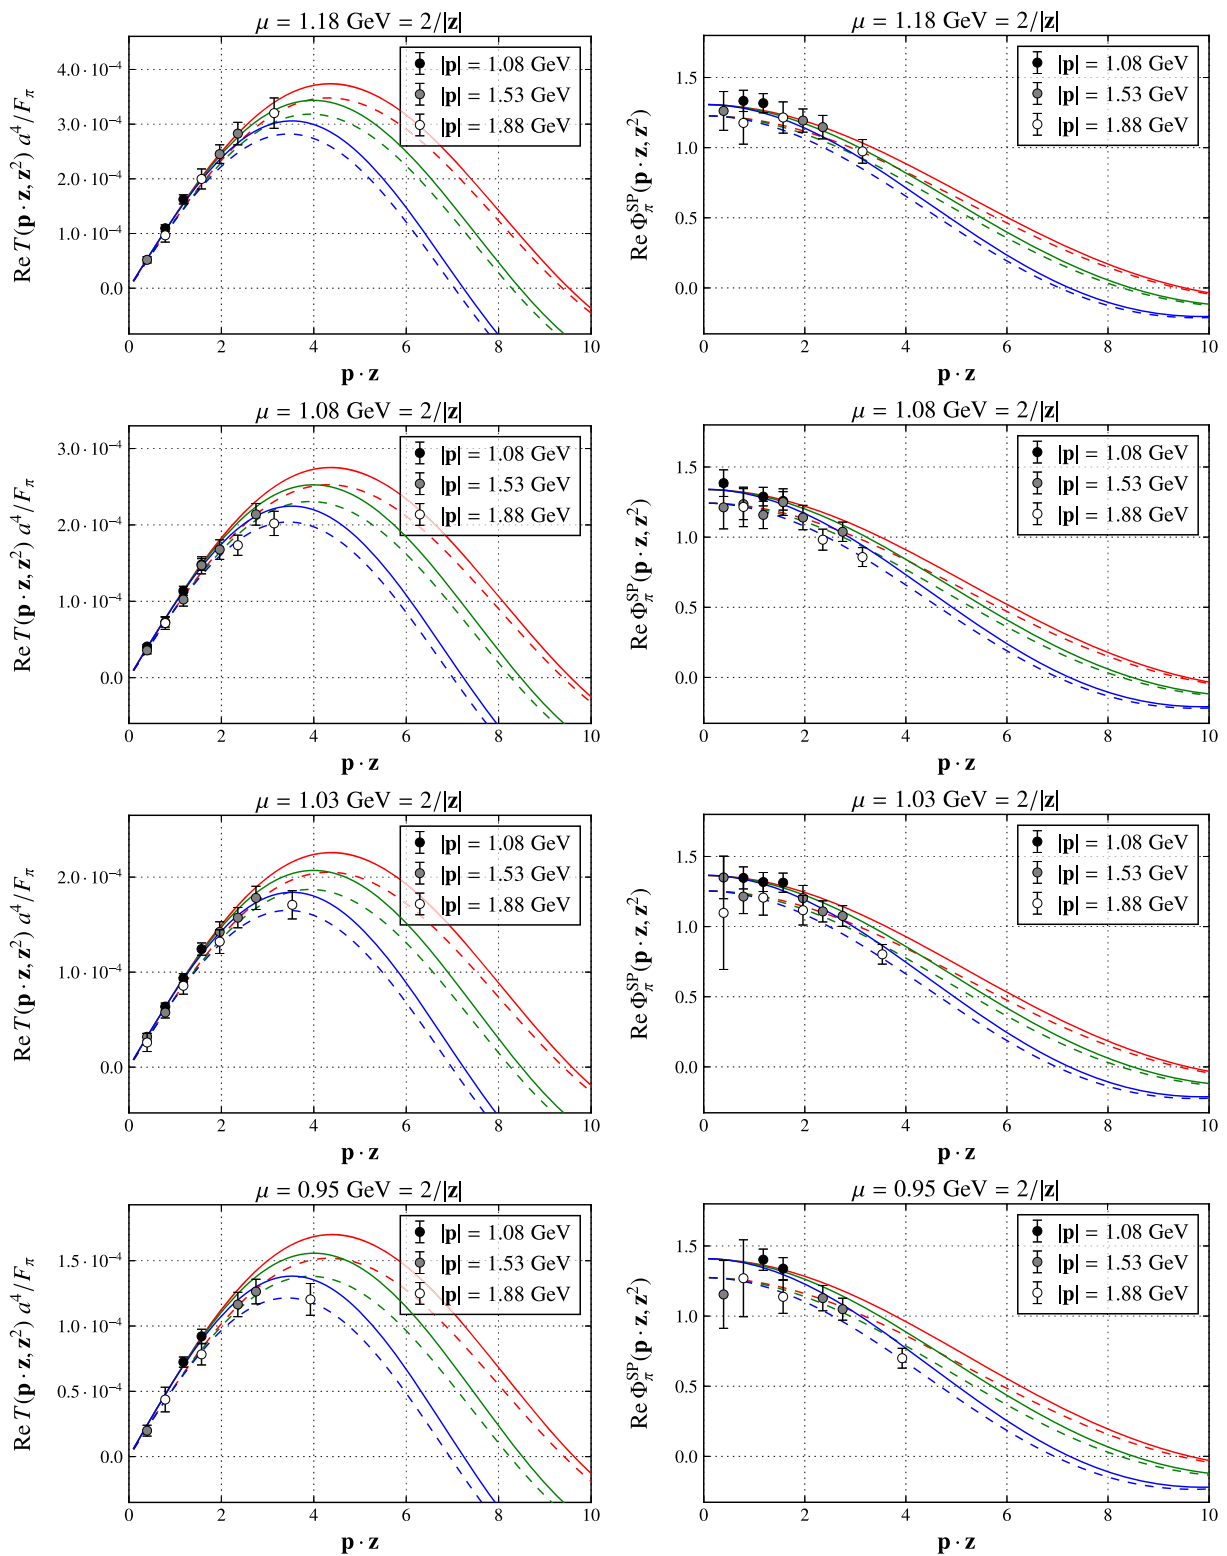 μ = 1.18 GeV = 2/|z|
Re T(p · z, z²) a⁴/F_π
4.0 · 10⁻⁴
3.0 · 10⁻⁴
2.0 · 10⁻⁴
1.0 · 10⁻⁴
0.0
|p| = 1.08 GeV
|p| = 1.53 GeV
|p| = 1.88 GeV
0 2 4 6 8 10
p · z
μ = 1.18 GeV = 2/|z|
Re Φ_π^SP(p · z, z²)
1.5
1.0
0.5
0.0
|p| = 1.08 GeV
|p| = 1.53 GeV
|p| = 1.88 GeV
0 2 4 6 8 10
p · z
μ = 1.08 GeV = 2/|z|
Re T(p · z, z²) a⁴/F_π
3.0 · 10⁻⁴
2.0 · 10⁻⁴
1.0 · 10⁻⁴
0.0
|p| = 1.08 GeV
|p| = 1.53 GeV
|p| = 1.88 GeV
0 2 4 6 8 10
p · z
μ = 1.08 GeV = 2/|z|
Re Φ_π^SP(p · z, z²)
1.5
1.0
0.5
0.0
|p| = 1.08 GeV
|p| = 1.53 GeV
|p| = 1.88 GeV
0 2 4 6 8 10
p · z
μ = 1.03 GeV = 2/|z|
Re T(p · z, z²) a⁴/F_π
2.0 · 10⁻⁴
1.0 · 10⁻⁴
0.0
|p| = 1.08 GeV
|p| = 1.53 GeV
|p| = 1.88 GeV
0 2 4 6 8 10
p · z
μ = 1.03 GeV = 2/|z|
Re Φ_π^SP(p · z, z²)
1.5
1.0
0.5
0.0
|p| = 1.08 GeV
|p| = 1.53 GeV
|p| = 1.88 GeV
0 2 4 6 8 10
p · z
μ = 0.95 GeV = 2/|z|
Re T(p · z, z²) a⁴/F_π
1.5 · 10⁻⁴
1.0 · 10⁻⁴
0.5 · 10⁻⁴
0.0
|p| = 1.08 GeV
|p| = 1.53 GeV
|p| = 1.88 GeV
0 2 4 6 8 10
p · z
μ = 0.95 GeV = 2/|z|
Re Φ_π^SP(p · z, z²)
1.5
1.0
0.5
0.0
|p| = 1.08 GeV
|p| = 1.53 GeV
|p| = 1.88 GeV
0 2 4 6 8 10
p · z